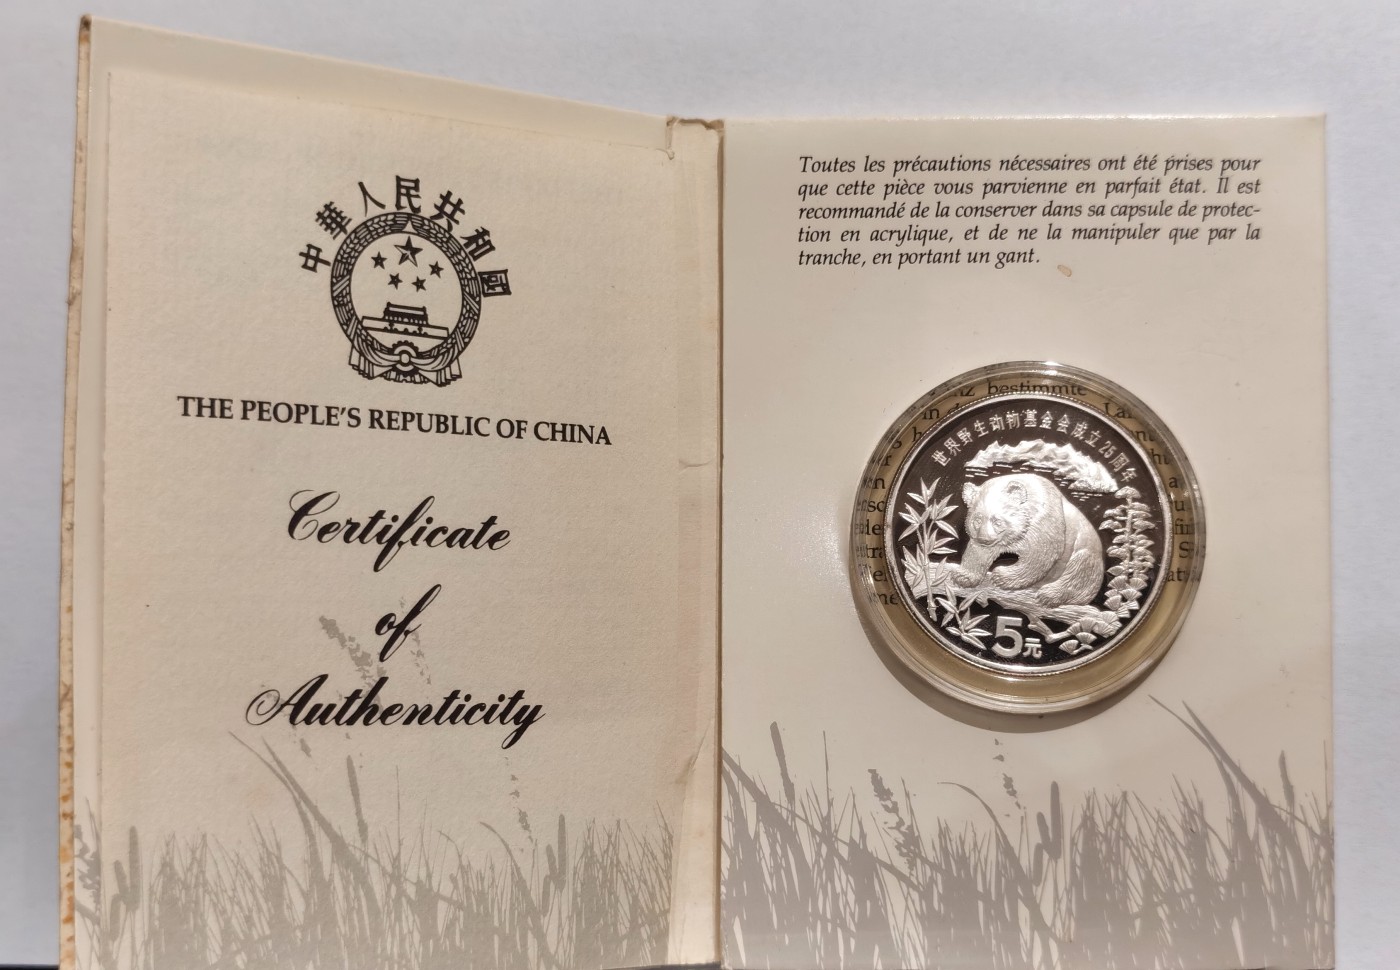 中華人民共和國
THE PEOPLE'S REPUBLIC OF CHINA
Certificate
of
Authenticity
Toutes les précautions nécessaires ont été prises pour
que cette pièce vous parvienne en parfait état. Il est
recommandé de la conserver dans sa capsule de protec-
tion en acrylique, et de ne la manipuler que par la
tranche, en portant un gant.
bestimmte
世界野生动物基金会成立25周年
5元